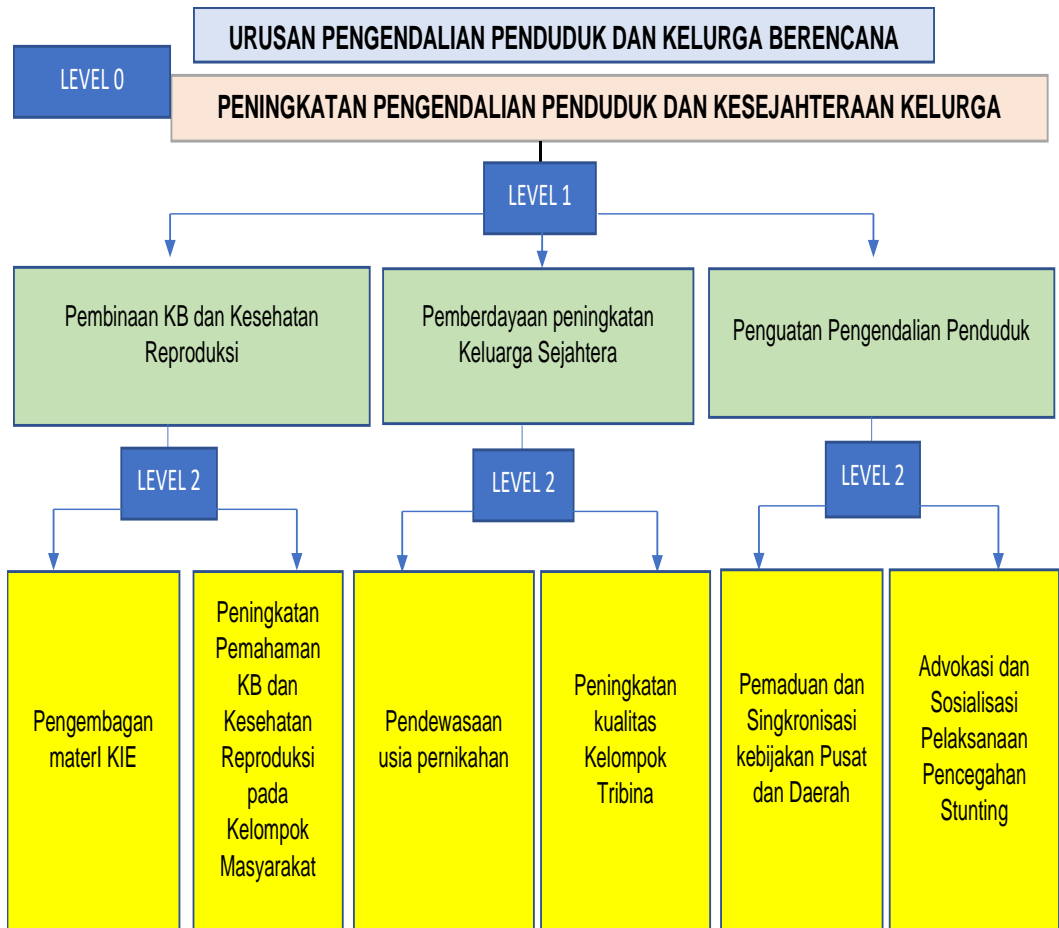 URUSAN PENGENDALIAN PENDUDUK DAN KELURGA BERENCANA
LEVEL 0
PENINGKATAN PENGENDALIAN PENDUDUK DAN KESEJAHTERAAN KELURGA
LEVEL 1
Pembinaan KB dan Kesehatan
Reproduksi
Pemberdayaan peningkatan
Keluarga Sejahtera
Penguatan Pengendalian Penduduk
LEVEL 2
LEVEL 2
LEVEL 2
Pengembagan
materI KIE
Peningkatan
Pemahaman
KB dan
Kesehatan
Reproduksi
pada
Kelompok
Masyarakat
Pendewasaan
usia pernikahan
Peningkatan
kualitas
Kelompok
Tribina
Pemaduan dan
Singkronisasi
kebijakan Pusat
dan Daerah
Advokasi dan
Sosialisasi
Pelaksanaan
Pencegahan
Stunting